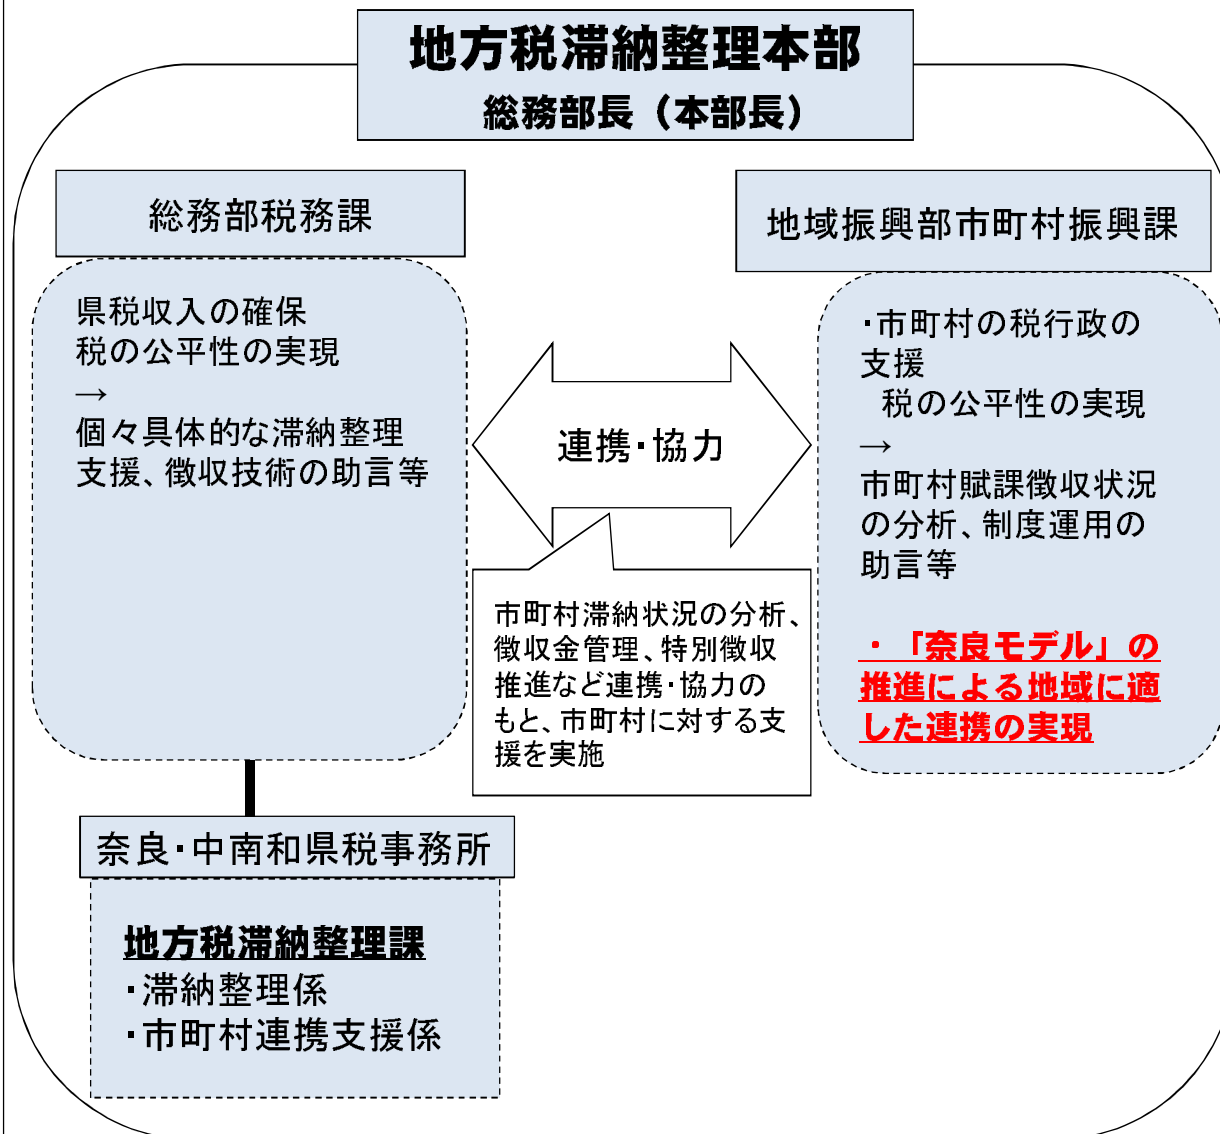 地方税滞納整理本部
総務部長（本部長）
総務部税務課
県税収入の確保
税の公平性の実現
→
個々具体的な滞納整理
支援、徴収技術の助言等
連携・協力
市町村滞納状況の分析、
徴収金管理、特別徴収
推進など連携・協力の
もと、市町村に対する支
援を実施
地域振興部市町村振興課
・市町村の税行政の
支援
税の公平性の実現
→
市町村賦課徴収状況
の分析、制度運用の
助言等
・「奈良モデル」の
推進による地域に適
した連携の実現
奈良・中南和県税事務所
地方税滞納整理課
・滞納整理係
・市町村連携支援係